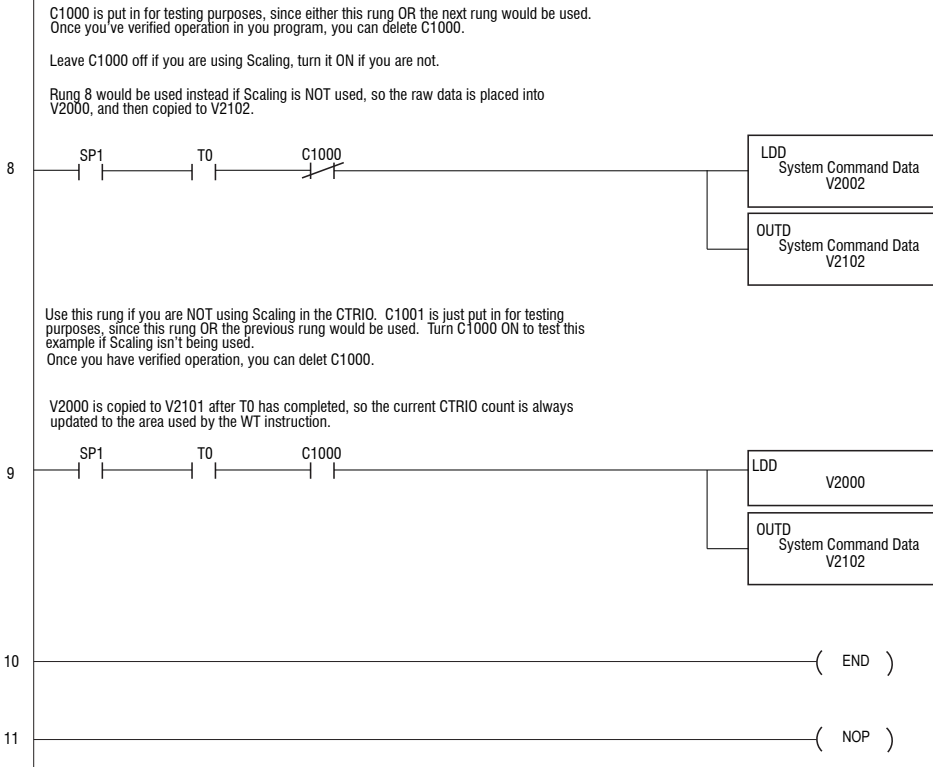 C1000 is put in for testing purposes, since either this rung OR the next rung would be used.
Once you've verified operation in you program, you can delete C1000.
Leave C1000 off if you are using Scaling, turn it ON if you are not.
Rung 8 would be used instead if Scaling is NOT used, so the raw data is placed into
V2000, and then copied to V2102.
8
SP1 T0 C1000
LDD
System Command Data
V2002
OUTD
System Command Data
V2102
Use this rung if you are NOT using Scaling in the CTRIO. C1001 is just put in for testing
purposes, since this rung OR the previous rung would be used. Turn C1000 ON to test this
example if Scaling isn't being used.
Once you have verified operation, you can delet C1000.
V2000 is copied to V2101 after T0 has completed, so the current CTRIO count is always
updated to the area used by the WT instruction.
9
SP1 T0 C1000
LDD
V2000
OUTD
System Command Data
V2102
10
( END )
11
( NOP )